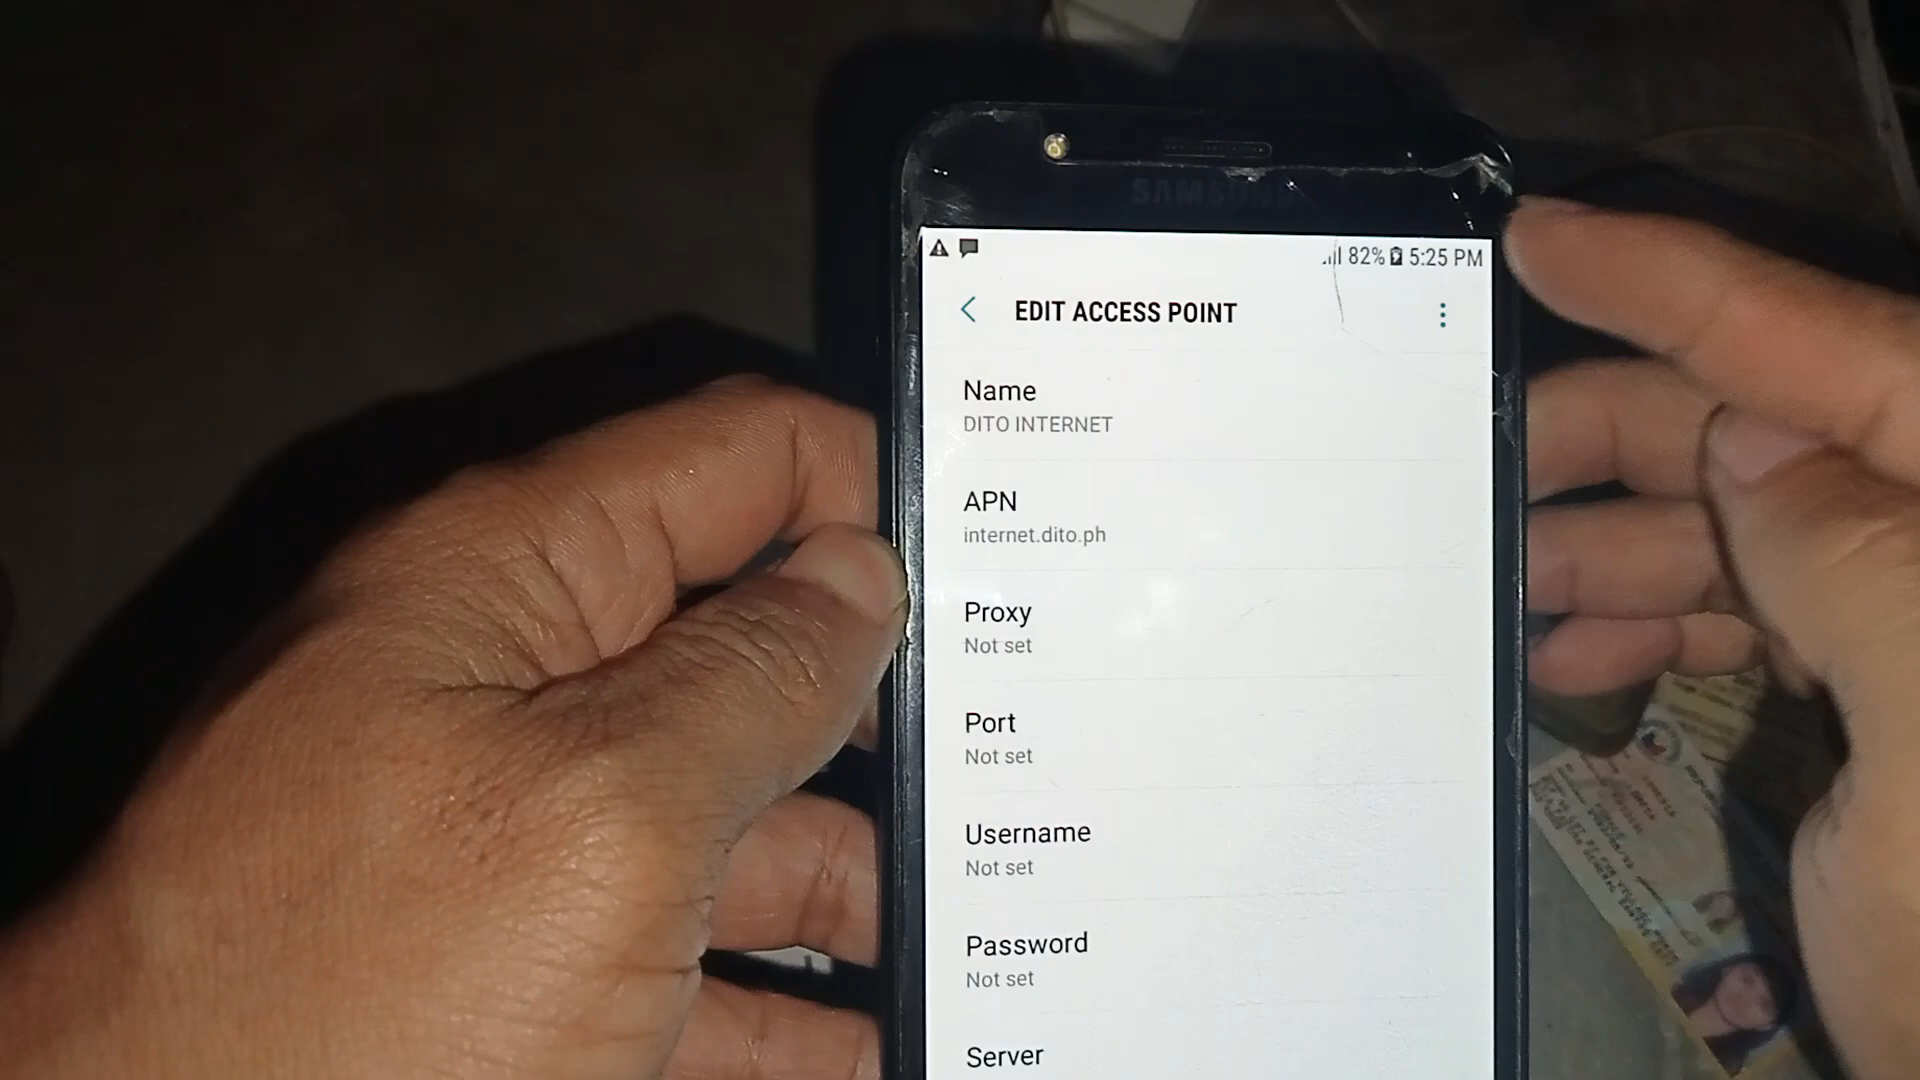 SAMSUNG
82% 5:25 PM
EDIT ACCESS POINT
Name
DITO INTERNET
APN
internet.dito.ph
Proxy
Not set
Port
Not set
Username
Not set
Password
Not set
Server